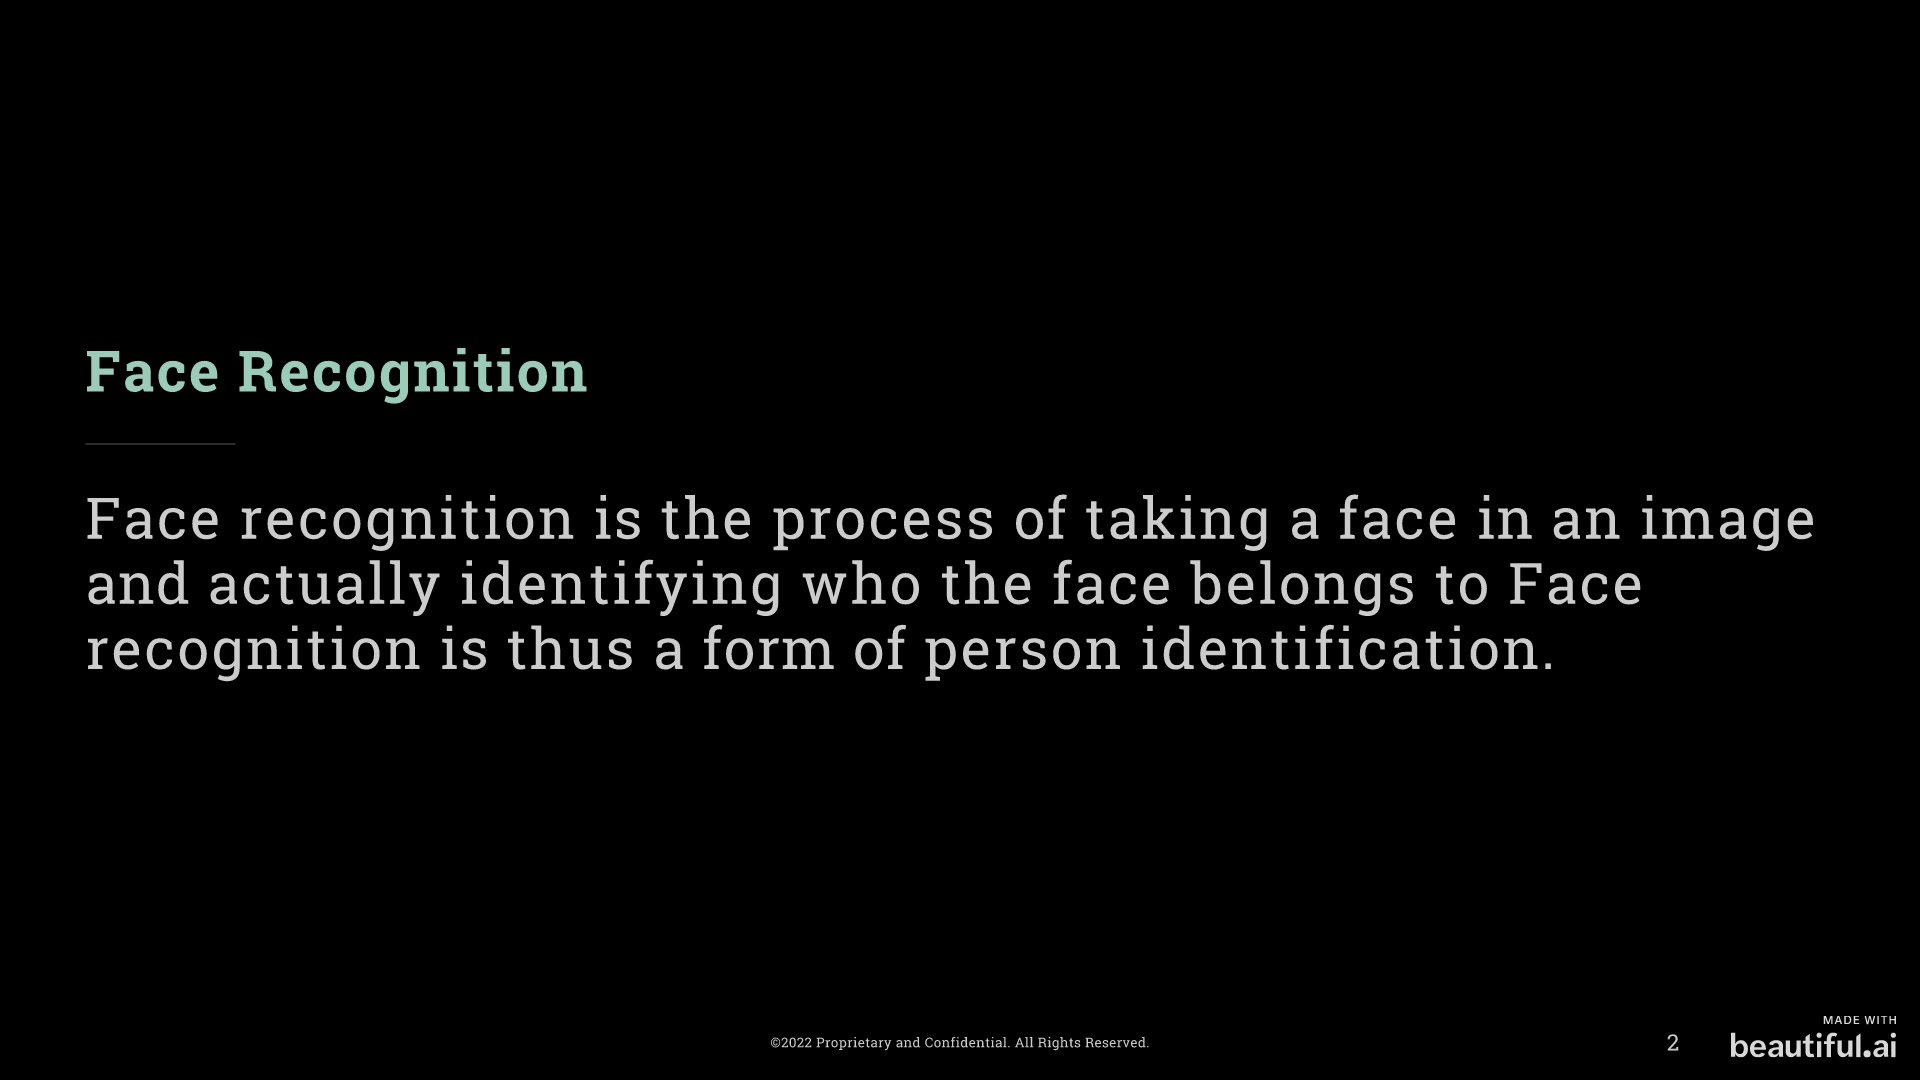 Face Recognition
Face recognition is the process of taking a face in an image
and actually identifying who the face belongs to Face
recognition is thus a form of person identification.
©2022 Proprietary and Confidential. All Rights Reserved.
2
MADE WITH
beautiful.ai